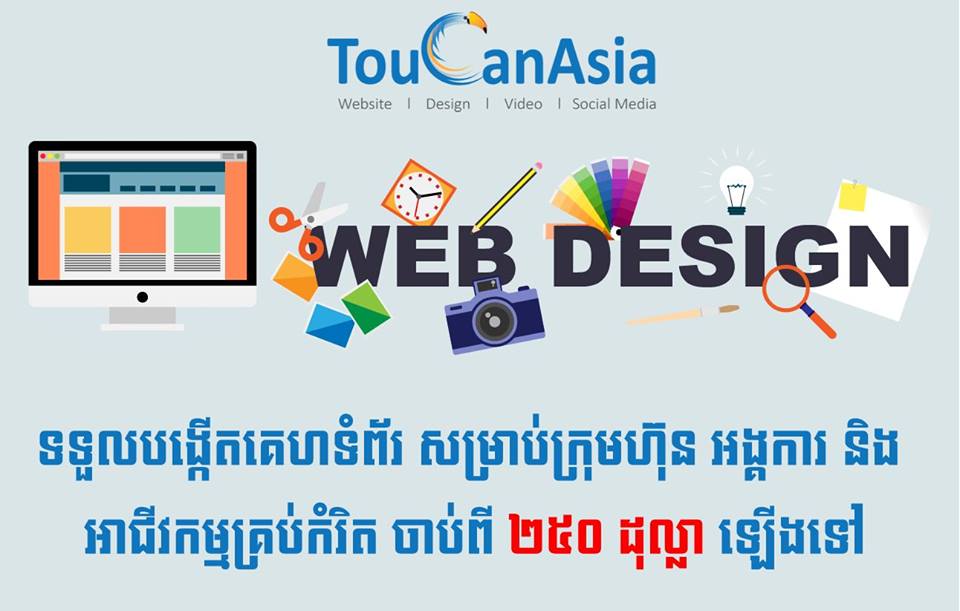 TouCanAsia
Website | Design | Video | Social Media
WEB DESIGN
ទទួលបង្កើតគេហទំព័រ សម្រាប់ក្រុមហ៊ុន អង្គការ និង
អាជីវកម្មគ្រប់កំរិត ចាប់ពី ២៥០ ដុល្លា ឡើងទៅ